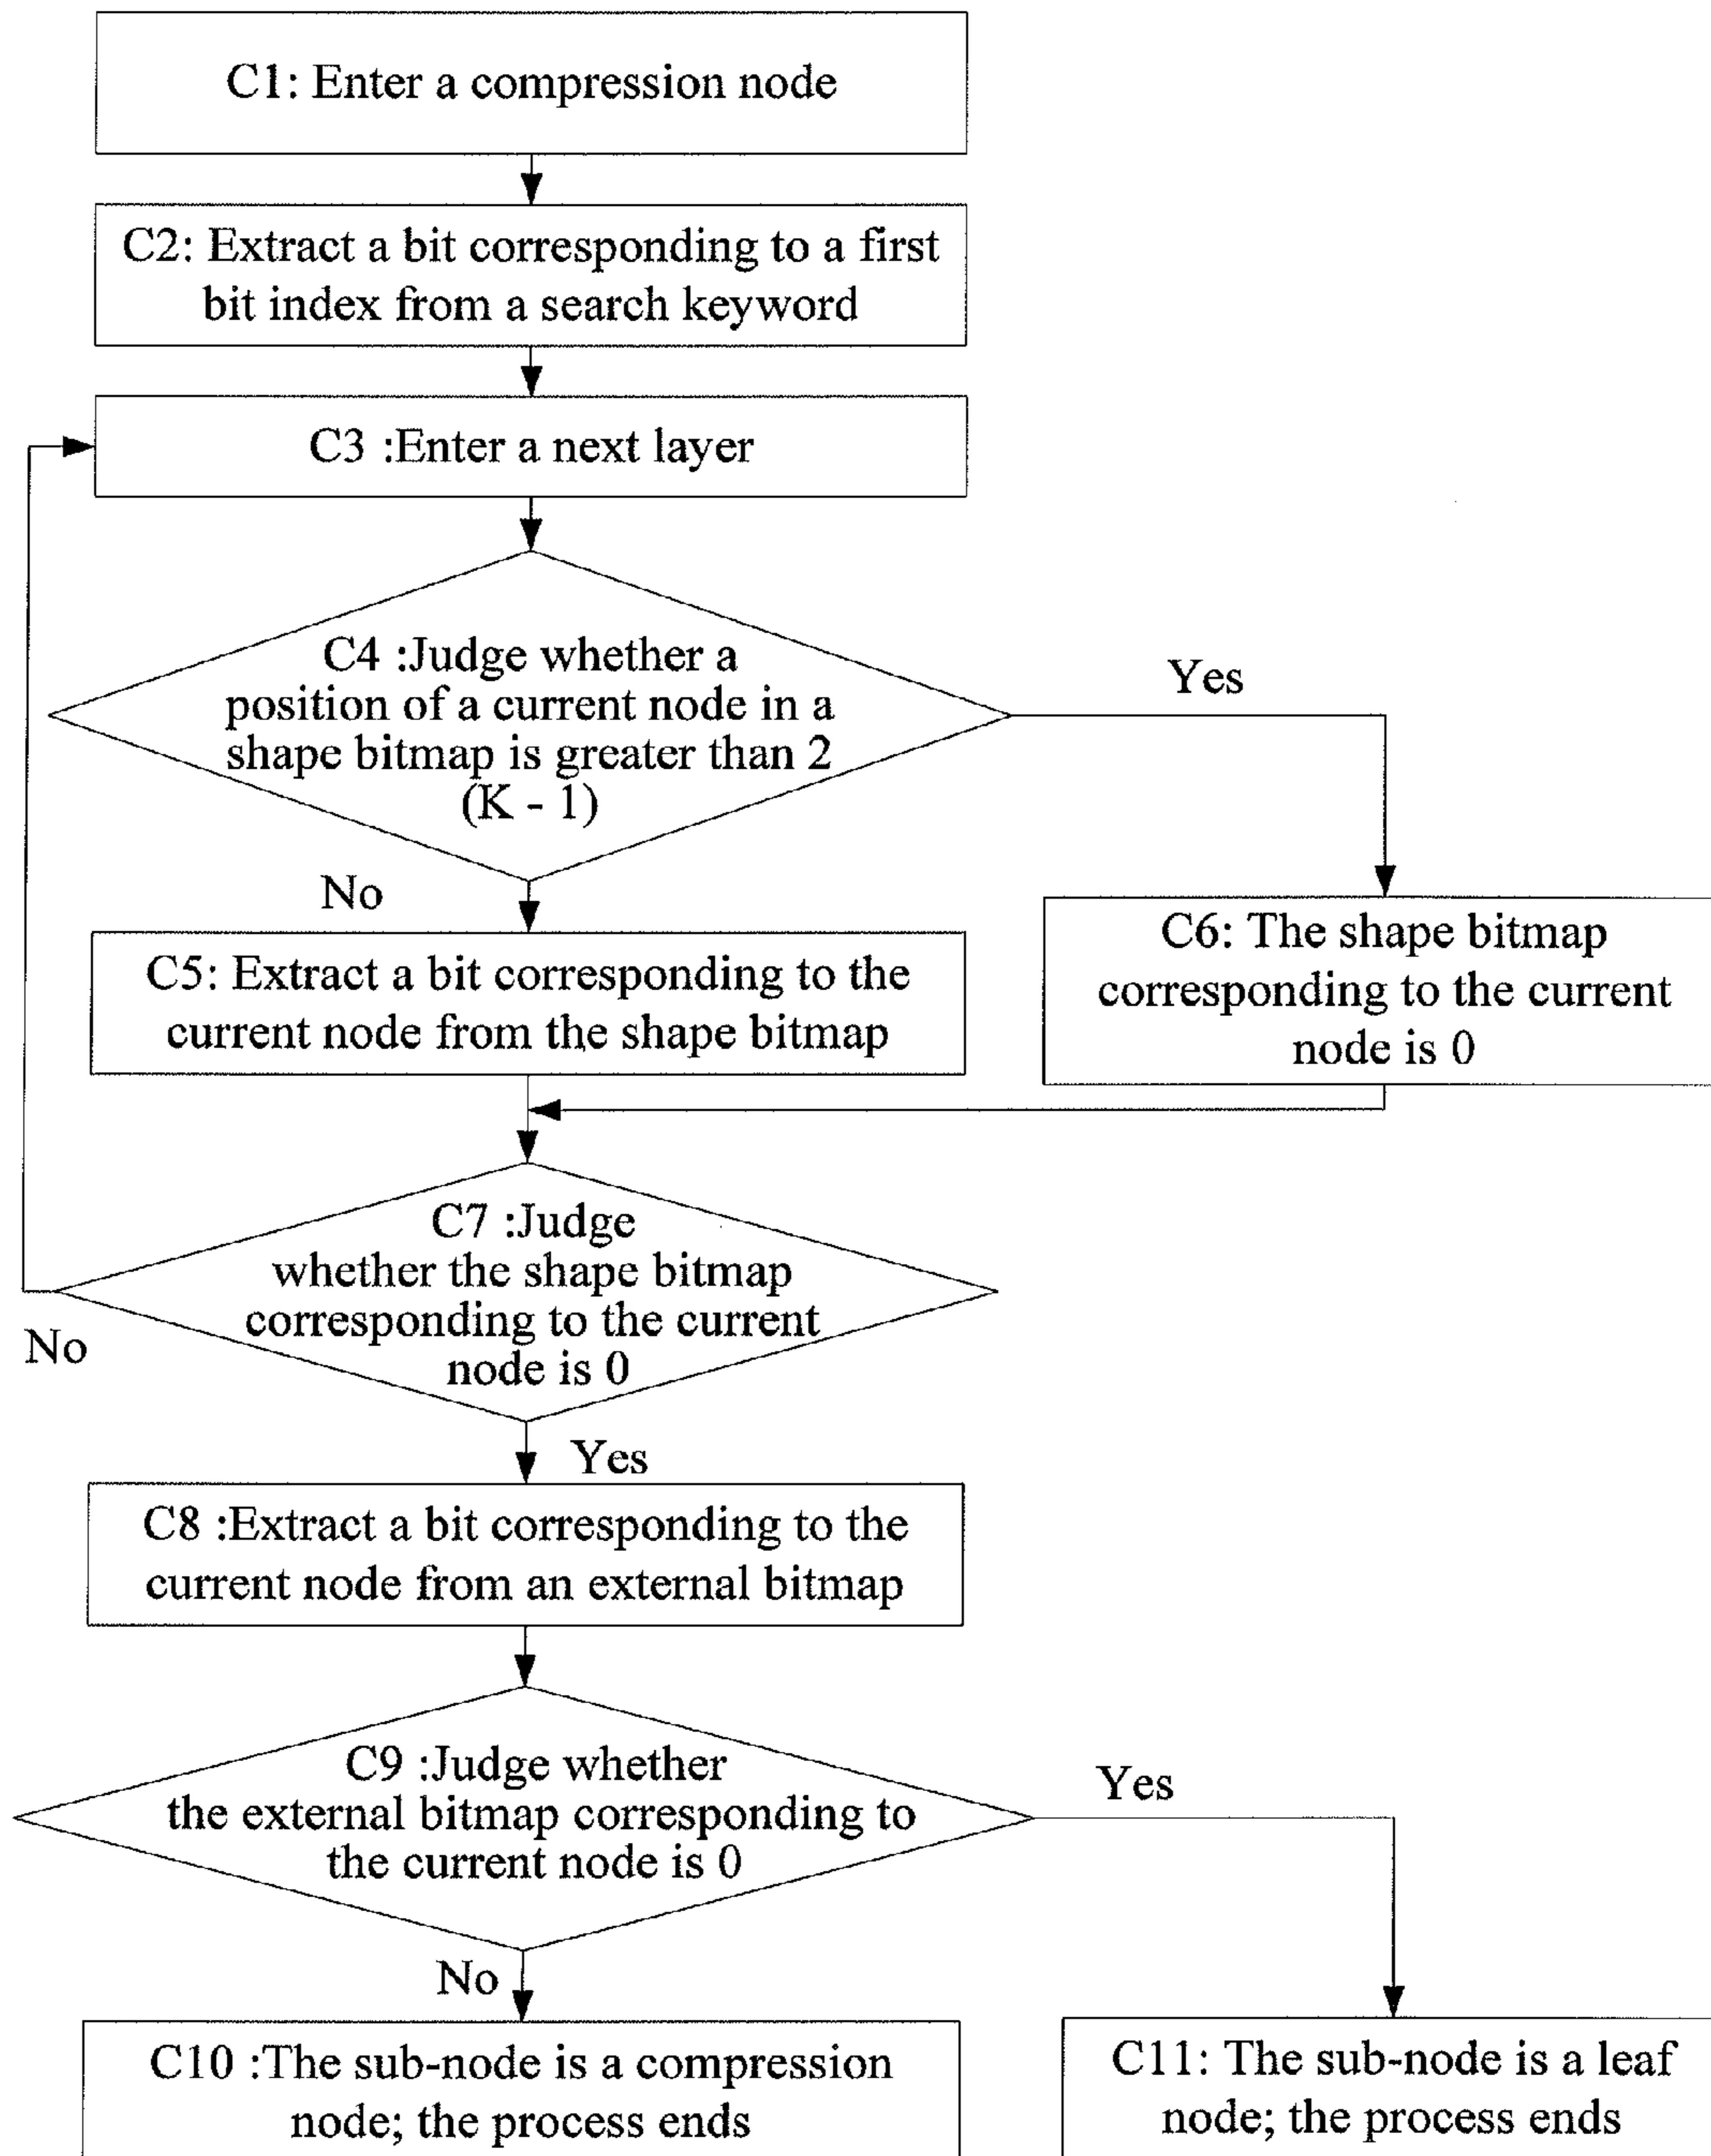 C1: Enter a compression node
C2: Extract a bit corresponding to a first
bit index from a search keyword
C3 :Enter a next layer
C4 :Judge whether a
position of a current node in a
shape bitmap is greater than 2
(K - 1)
Yes
No
C5: Extract a bit corresponding to the
current node from the shape bitmap
C6: The shape bitmap
corresponding to the current
node is 0
C7 :Judge
whether the shape bitmap
corresponding to the current
node is 0
No
Yes
C8 :Extract a bit corresponding to the
current node from an external bitmap
C9 :Judge whether
the external bitmap corresponding to
the current node is 0
Yes
No
C10 :The sub-node is a compression
node; the process ends
C11: The sub-node is a leaf
node; the process ends